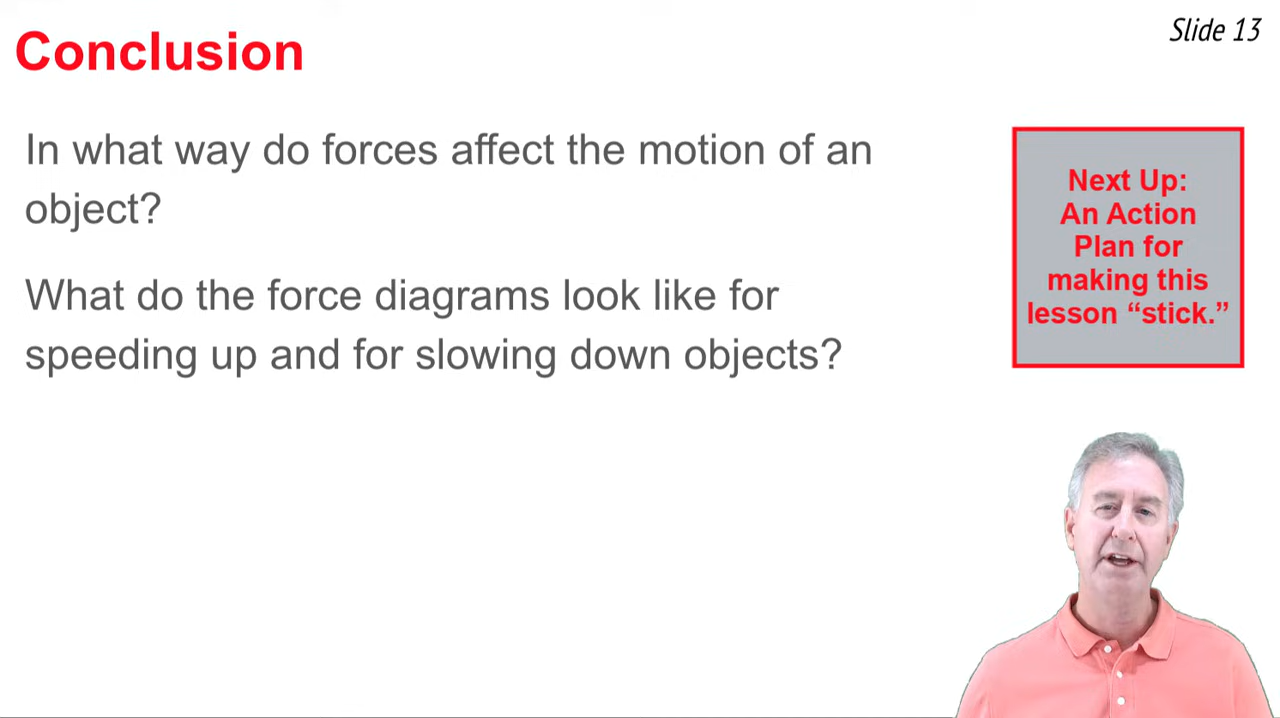 Slide 13
Conclusion
In what way do forces affect the motion of an
object?
What do the force diagrams look like for
speeding up and for slowing down objects?
Next Up:
An Action
Plan for
making this
lesson “stick.”